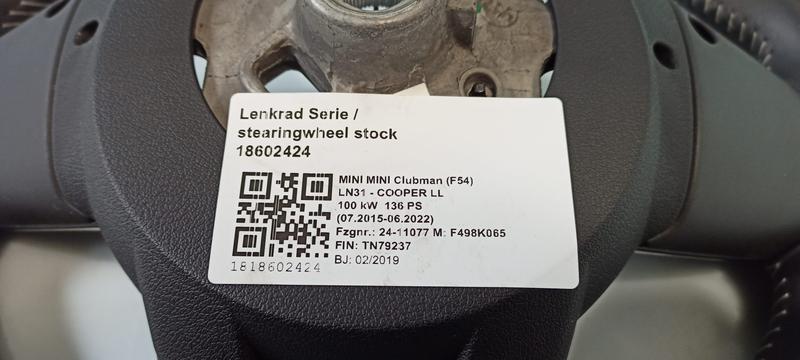 Lenkrad Serie /
stearingwheel stock
18602424
MINI MINI Clubman (F54)
LN31 - COOPER LL
100 kW 136 PS
(07.2015-06.2022)
Fzgnr.: 24-11077 M: F498K065
FIN: TN79237
BJ: 02/2019
1818602424